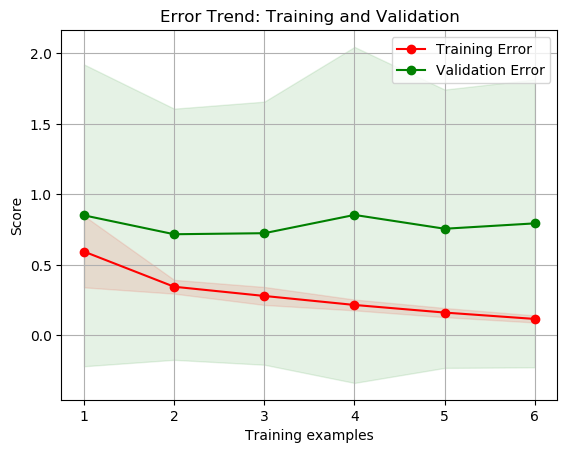 Error Trend: Training and Validation
Training Error
Validation Error
2.0
1.5
1.0
0.5
0.0
Score
1 2 3 4 5 6
Training examples